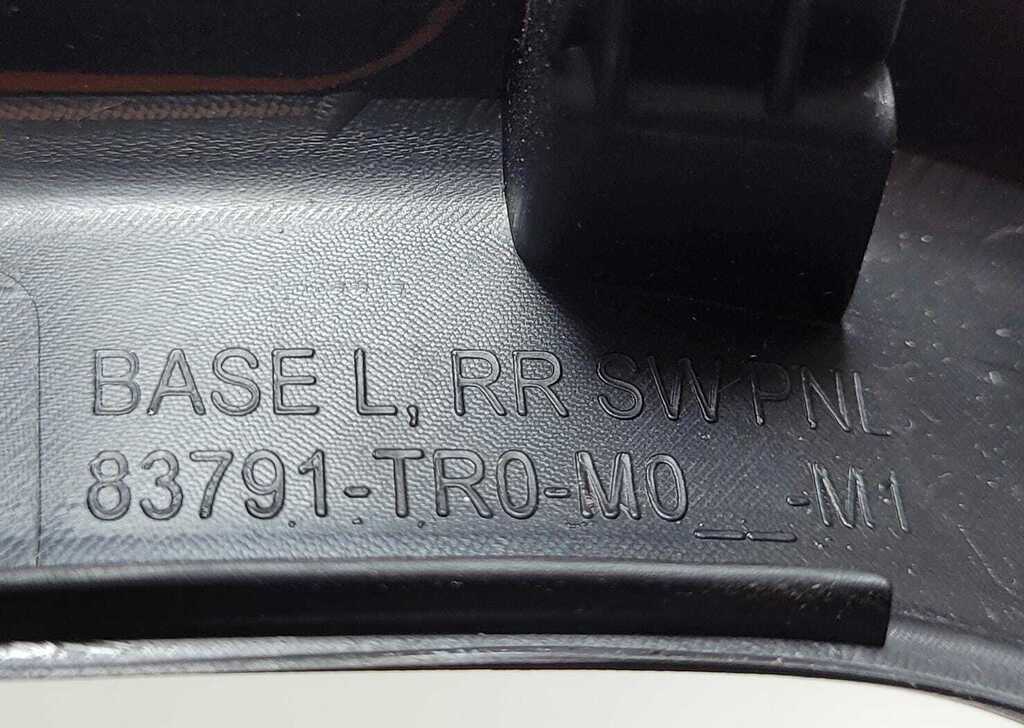 BASE L, RR SW PNL
83791-TR0-M0__-M1